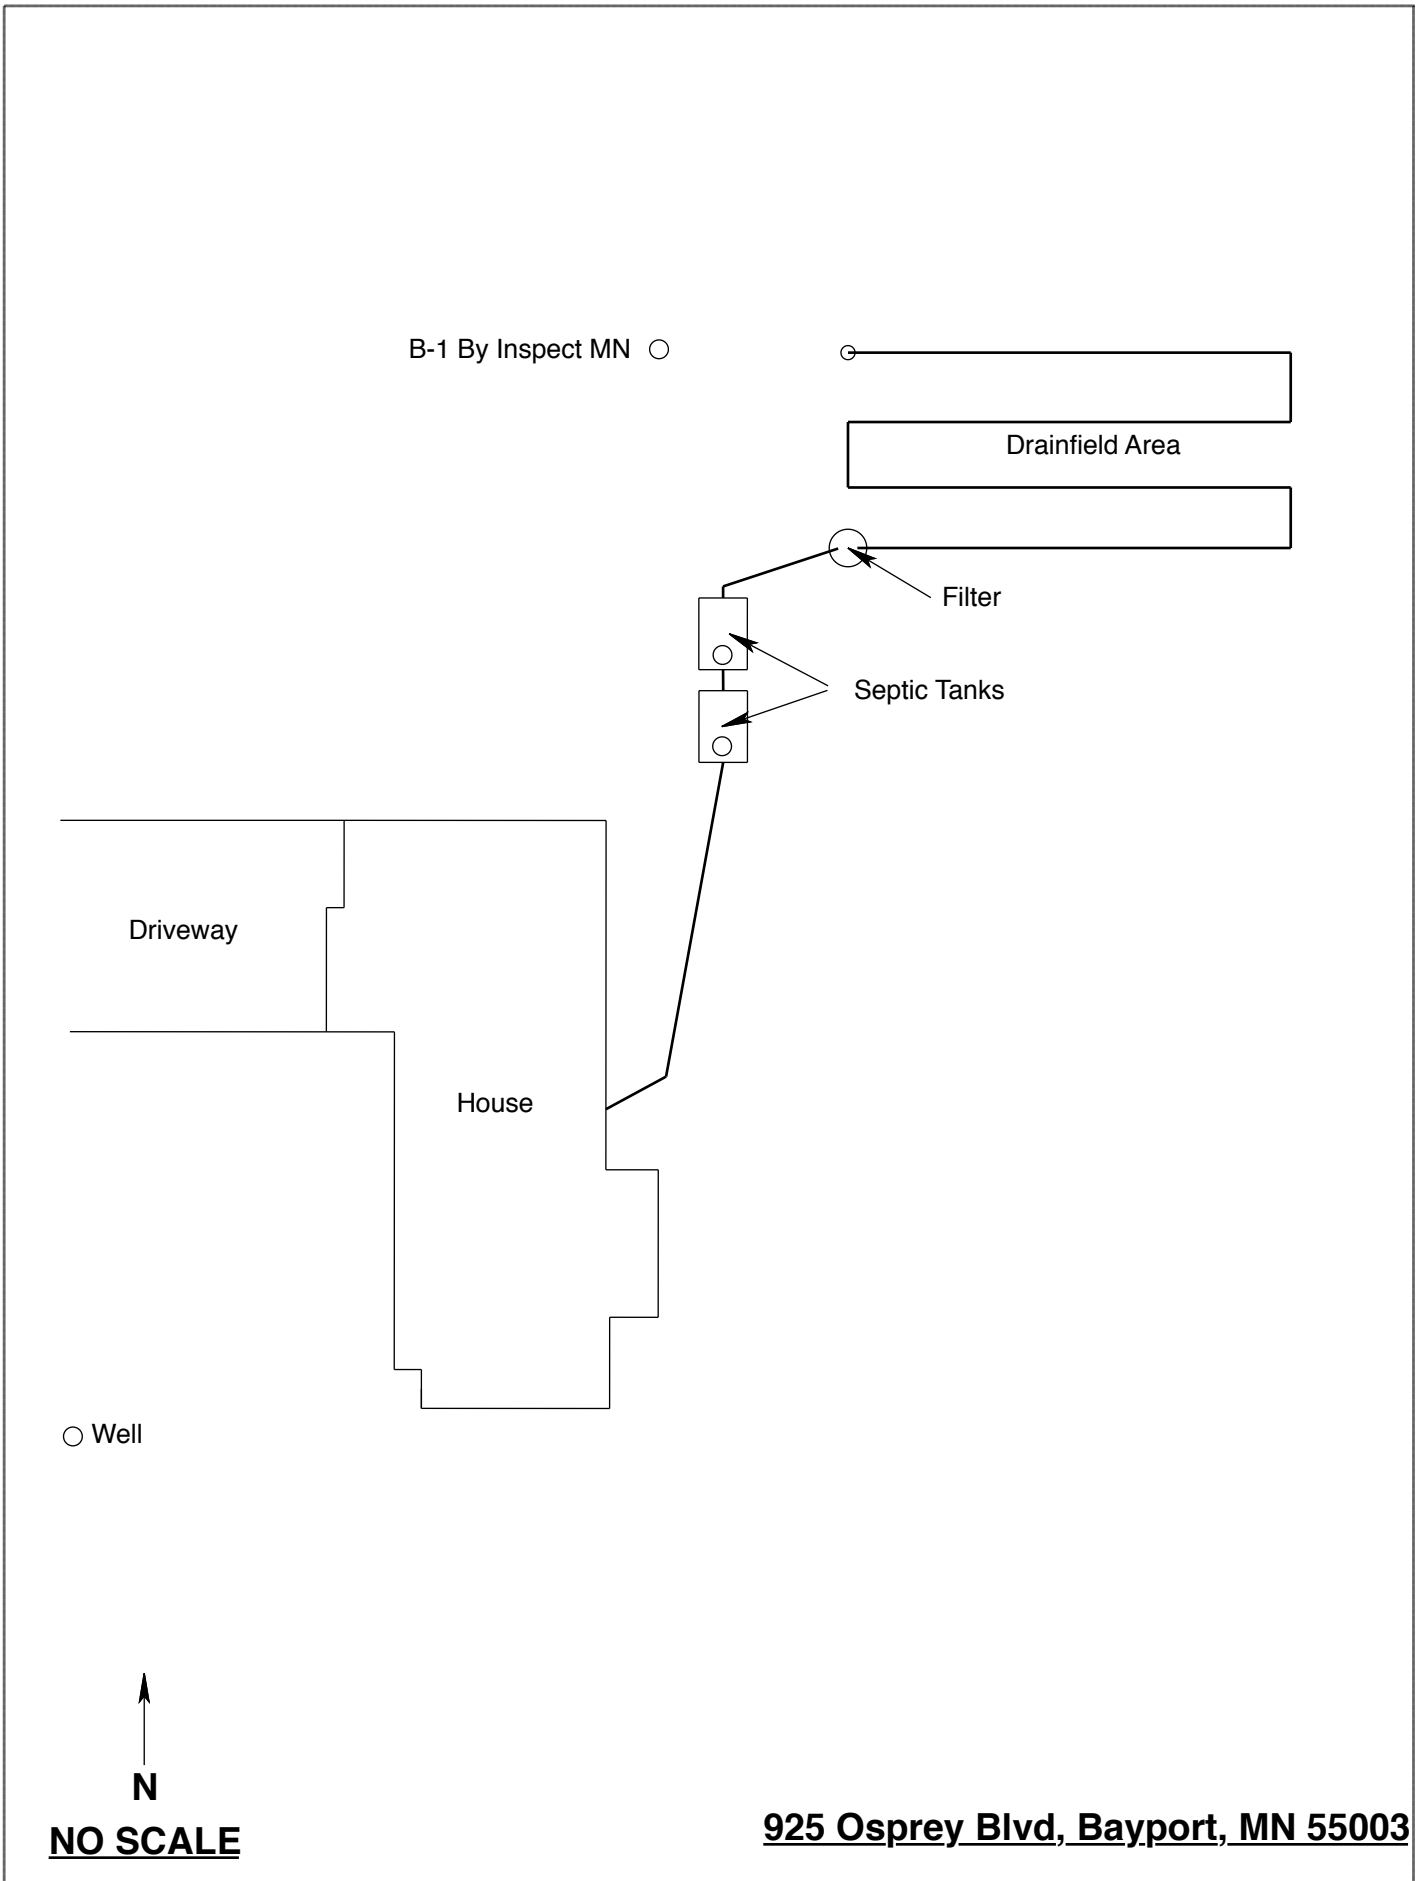 B-1 By Inspect MN
Drainfield Area
Filter
Septic Tanks
Driveway
House
Well
N
NO SCALE
925 Osprey Blvd, Bayport, MN 55003